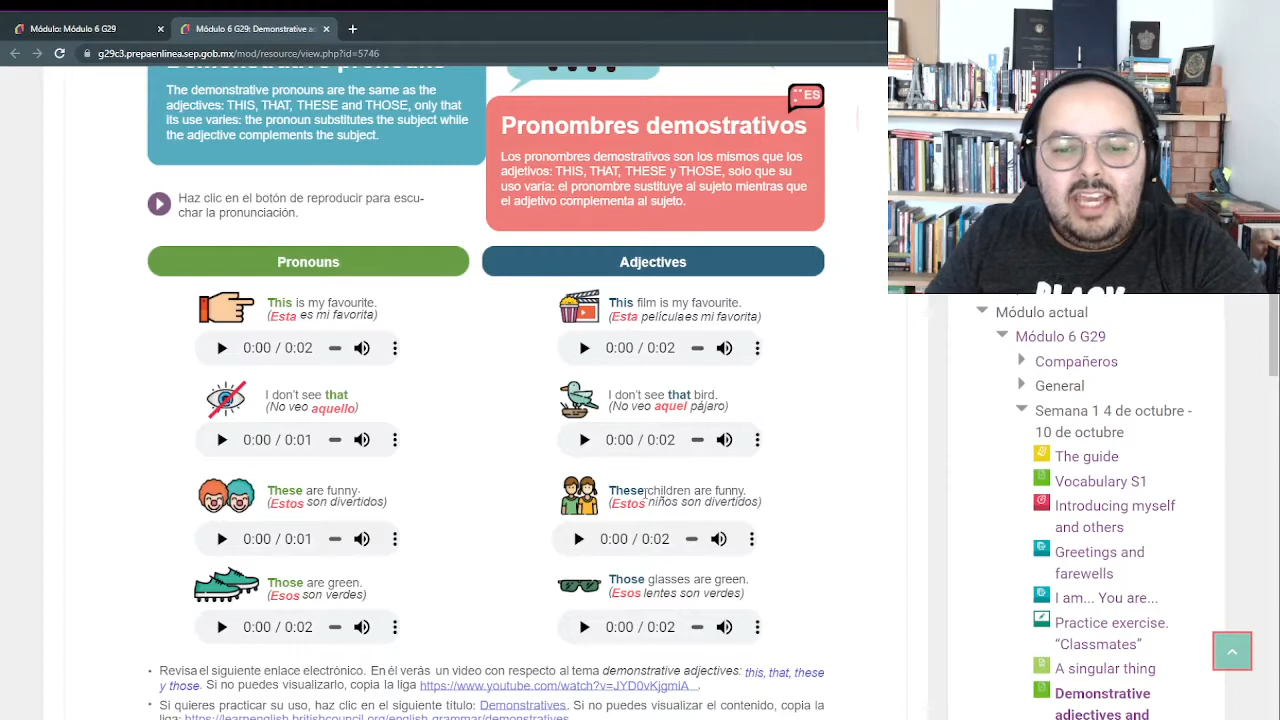 Módulo: Módulo 6 G29
Módulo 6 G29: Demonstrative ac
g29c3.prepaenlinea.sep.gob.mx/mod/resource/view.php?id=5746
The demonstrative pronouns are the same as the
adjectives: THIS, THAT, THESE and THOSE, only that
its use varies: the pronoun substitutes the subject while
the adjective complements the subject.
ES
Pronombres demostrativos
Los pronombres demostrativos son los mismos que los
adjetivos: THIS, THAT, THESE y THOSE, solo que su
uso varía: el pronombre sustituye al sujeto mientras que
el adjetivo complementa al sujeto.
Haz clic en el botón de reproducir para escu-
char la pronunciación.
Pronouns
Adjectives
This is my favourite.
(Esta es mi favorita)
0:00 / 0:02
This film is my favourite.
(Esta películaes mi favorita)
0:00 / 0:02
I don't see that
(No veo aquello)
0:00 / 0:01
I don't see that bird.
(No veo aquel pájaro)
0:00 / 0:02
These are funny.
(Estos son divertidos)
0:00 / 0:01
These children are funny.
(Estos niños son divertidos)
0:00 / 0:02
Those are green.
(Esos son verdes)
0:00 / 0:02
Those glasses are green.
(Esos lentes son verdes)
0:00 / 0:02
• Revisa el siguiente enlace electrónico. En él verás un video con respecto al tema demonstrative adjectives: this, that, these
y those. Si no puedes visualizarlo, copia la liga https://www.youtube.com/watch?v=JYD0vKjgmiA .
• Si quieres practicar su uso, haz clic en el siguiente título: Demonstratives. Si no puedes visualizar el contenido, copia la
liga: https://learnenglish.britishcouncil.org/english-grammar/demonstratives
Módulo actual
Módulo 6 G29
Compañeros
General
Semana 1 4 de octubre -
10 de octubre
The guide
Vocabulary S1
Introducing myself
and others
Greetings and
farewells
I am... You are...
Practice exercise.
“Classmates”
A singular thing
Demonstrative
adjectives and